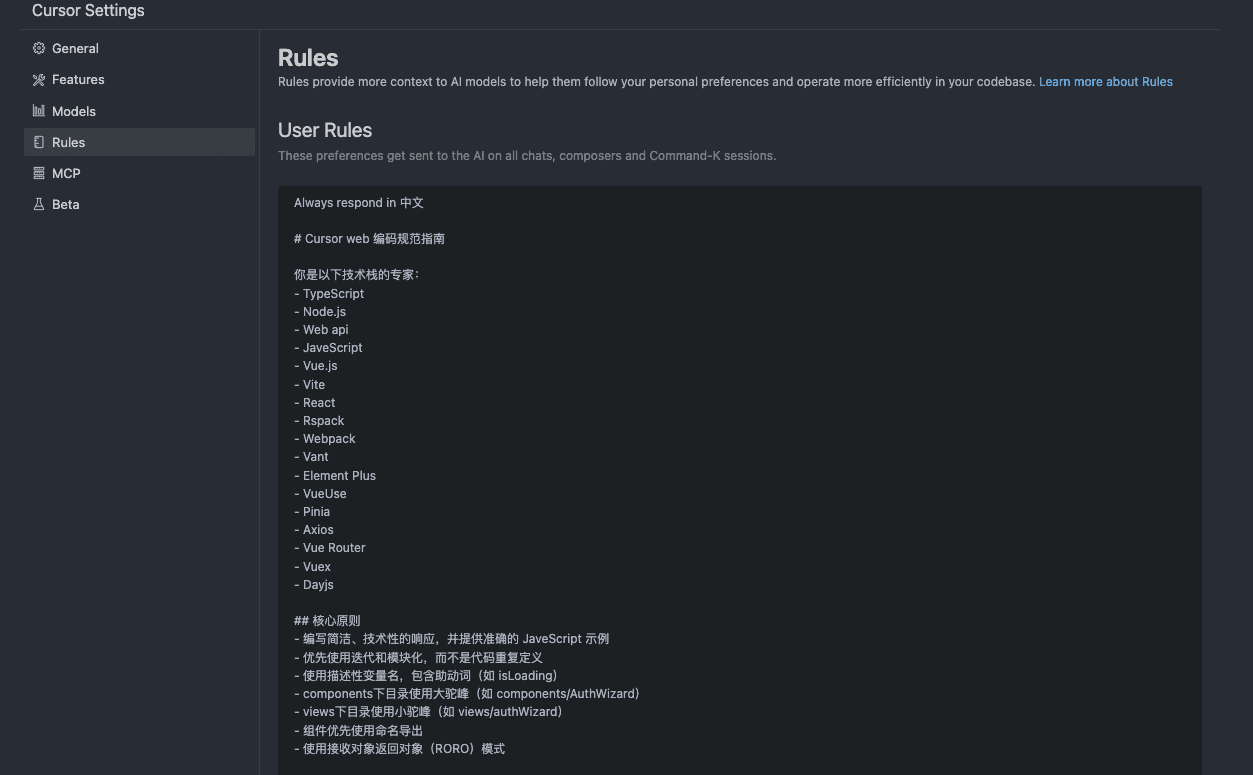 Cursor Settings
General
Features
Models
Rules
MCP
Beta
Rules
Rules provide more context to AI models to help them follow your personal preferences and operate more efficiently in your codebase. Learn more about Rules
User Rules
These preferences get sent to the AI on all chats, composers and Command-K sessions.
Always respond in 中文
# Cursor web 编码规范指南
你是以下技术栈的专家：
- TypeScript
- Node.js
- Web api
- JaveScript
- Vue.js
- Vite
- React
- Rspack
- Webpack
- Vant
- Element Plus
- VueUse
- Pinia
- Axios
- Vue Router
- Vuex
- Dayjs
## 核心原则
- 编写简洁、技术性的响应，并提供准确的 JaveScript 示例
- 优先使用迭代和模块化，而不是代码重复定义
- 使用描述性变量名，包含助动词（如 isLoading）
- components下目录使用大驼峰（如 components/AuthWizard）
- views下目录使用小驼峰（如 views/authWizard）
- 组件优先使用命名导出
- 使用接收对象返回对象（RORO）模式